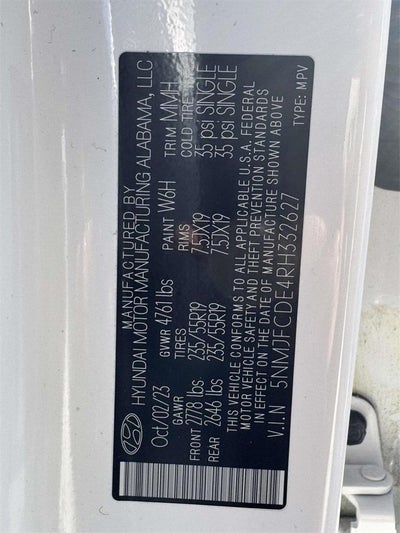 MANUFACTURED BY
HYUNDAI MOTOR MANUFACTURING ALABAMA, LLC
Oct/02/23 GVWR 4761 lbs PAINT W6H TRIM MMH
GAWR RIMS COLD TIRE
FRONT 2778 lbs 235/55R19 7.5JX19 35 psi SINGLE
REAR 2646 lbs 235/55R19 7.5JX19 35 psi SINGLE
THIS VEHICLE CONFORMS TO ALL APPLICABLE U.S.A. FEDERAL
MOTOR VEHICLE SAFETY AND THEFT PREVENTION STANDARDS
IN EFFECT ON THE DATE OF MANUFACTURE SHOWN ABOVE
V.I.N 5NMJFCDE4RH332627 TYPE: MPV